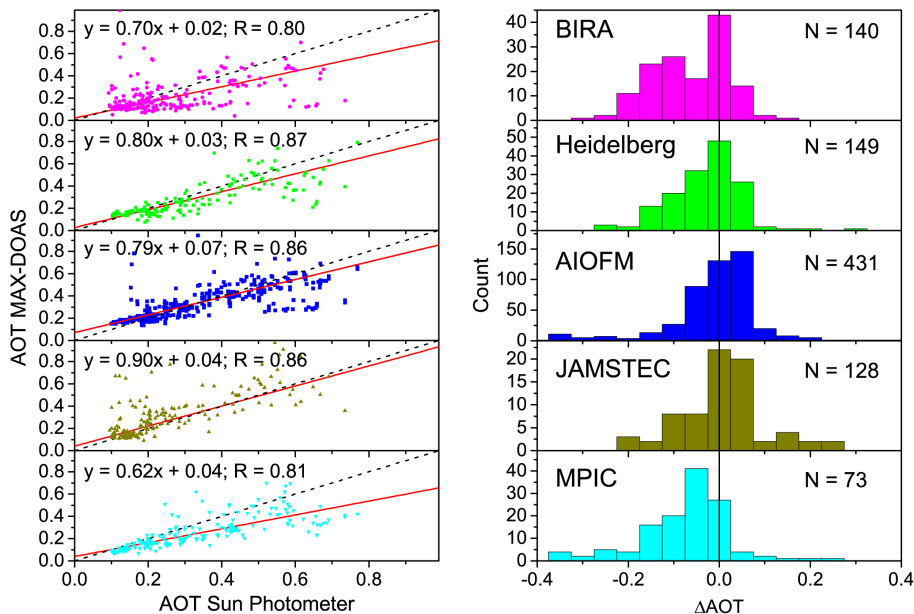 y = 0.70x + 0.02; R = 0.80
0.8
0.6
0.4
0.2
0.0
y = 0.80x + 0.03; R = 0.87
0.8
0.6
0.4
0.2
0.0
y = 0.79x + 0.07; R = 0.86
0.8
0.6
0.4
0.2
0.0
y = 0.90x + 0.04; R = 0.86
0.8
0.6
0.4
0.2
0.0
y = 0.62x + 0.04; R = 0.81
0.8
0.6
0.4
0.2
0.0
0.0 0.2 0.4 0.6 0.8
AOT Sun Photometer
AOT MAX-DOAS
BIRA
N = 140
40
30
20
10
0
Heidelberg
N = 149
50
40
30
20
10
0
AIOFM
N = 431
150
100
50
0
JAMSTEC
N = 128
20
15
10
5
0
MPIC
N = 73
40
30
20
10
0
-0.4 -0.2 0.0 0.2 0.4
ΔAOT
Count